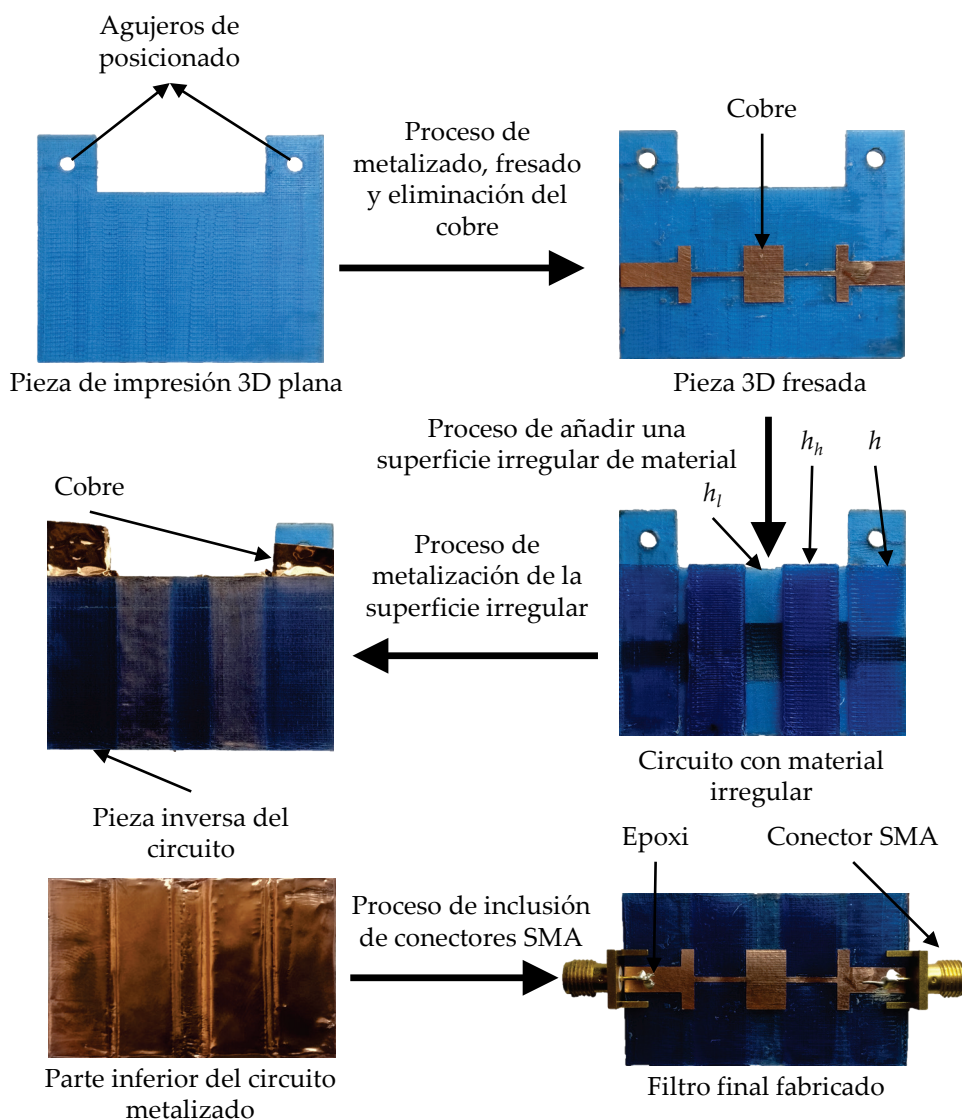 Agujeros de
posicionado
Proceso de
metalizado, fresado
y eliminación del
cobre
Cobre
Pieza de impresión 3D plana
Pieza 3D fresada
Proceso de añadir una
superficie irregular de material
h_l
h_h
h
Cobre
Proceso de
metalización de la
superficie irregular
Circuito con material
irregular
Pieza inversa del
circuito
Epoxi
Conector SMA
Proceso de inclusión
de conectores SMA
Parte inferior del circuito
metalizado
Filtro final fabricado